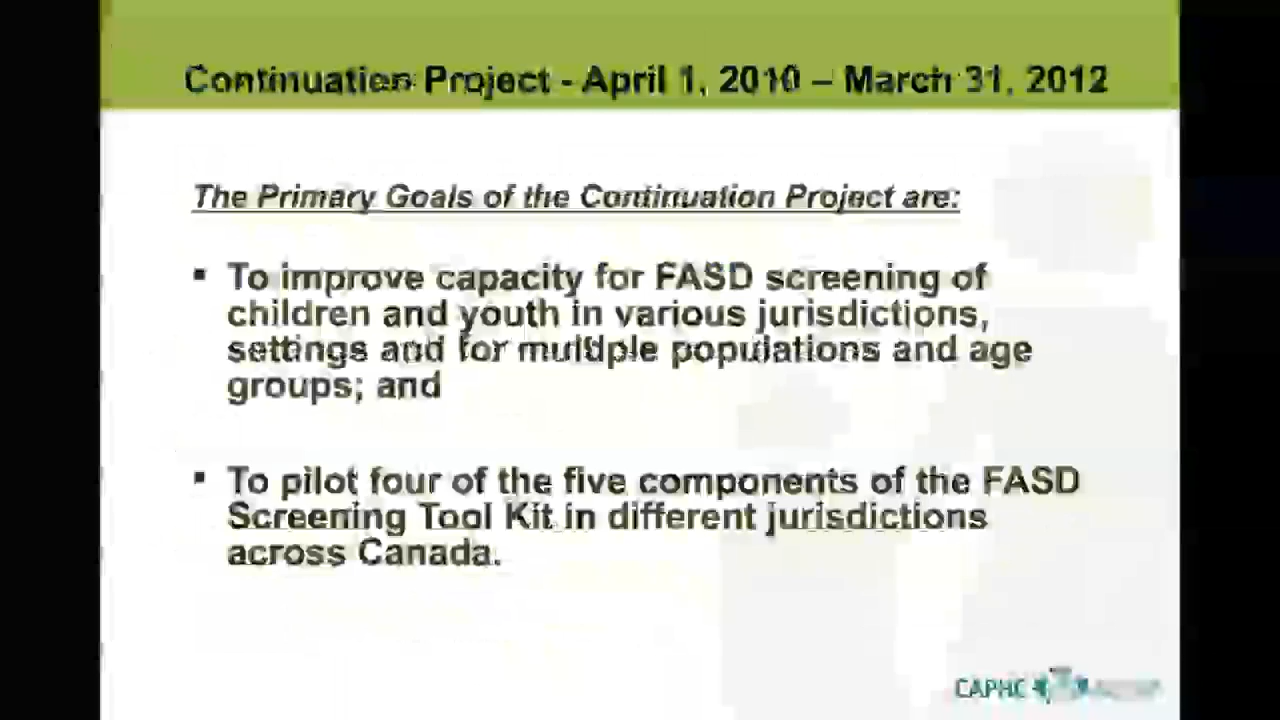 Continuation Project - April 1, 2010 – March 31, 2012
The Primary Goals of the Continuation Project are:
▪ To improve capacity for FASD screening of
children and youth in various jurisdictions,
settings and for multiple populations and age
groups; and
▪ To pilot four of the five components of the FASD
Screening Tool Kit in different jurisdictions
across Canada.
CAPHC